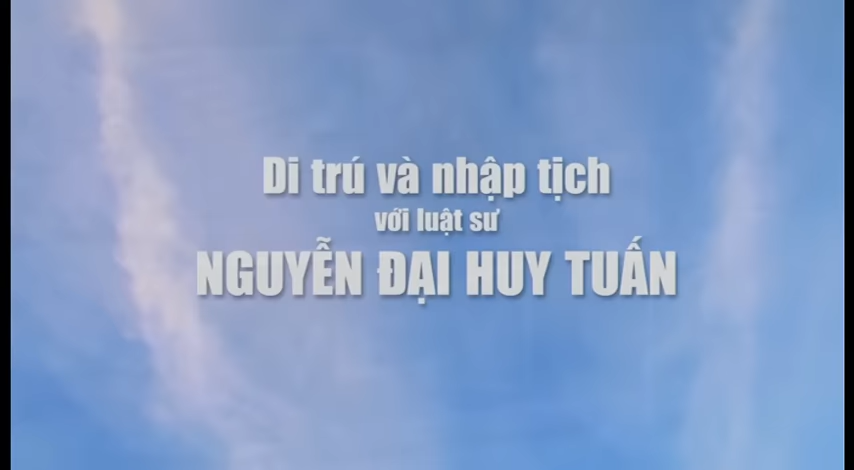 Di trú và nhập tịch
với luật sư
NGUYỄN ĐẠI HUY TUẤN